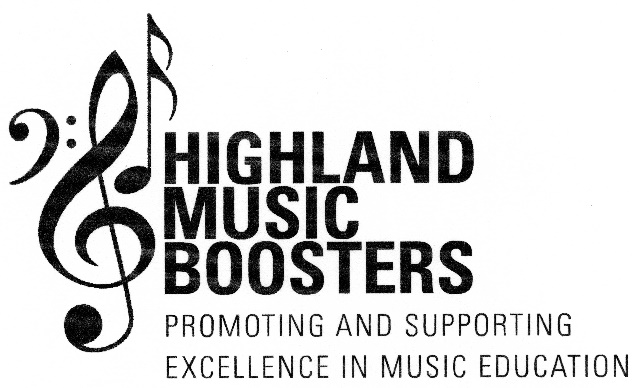 HIGHLAND
MUSIC
BOOSTERS
PROMOTING AND SUPPORTING
EXCELLENCE IN MUSIC EDUCATION